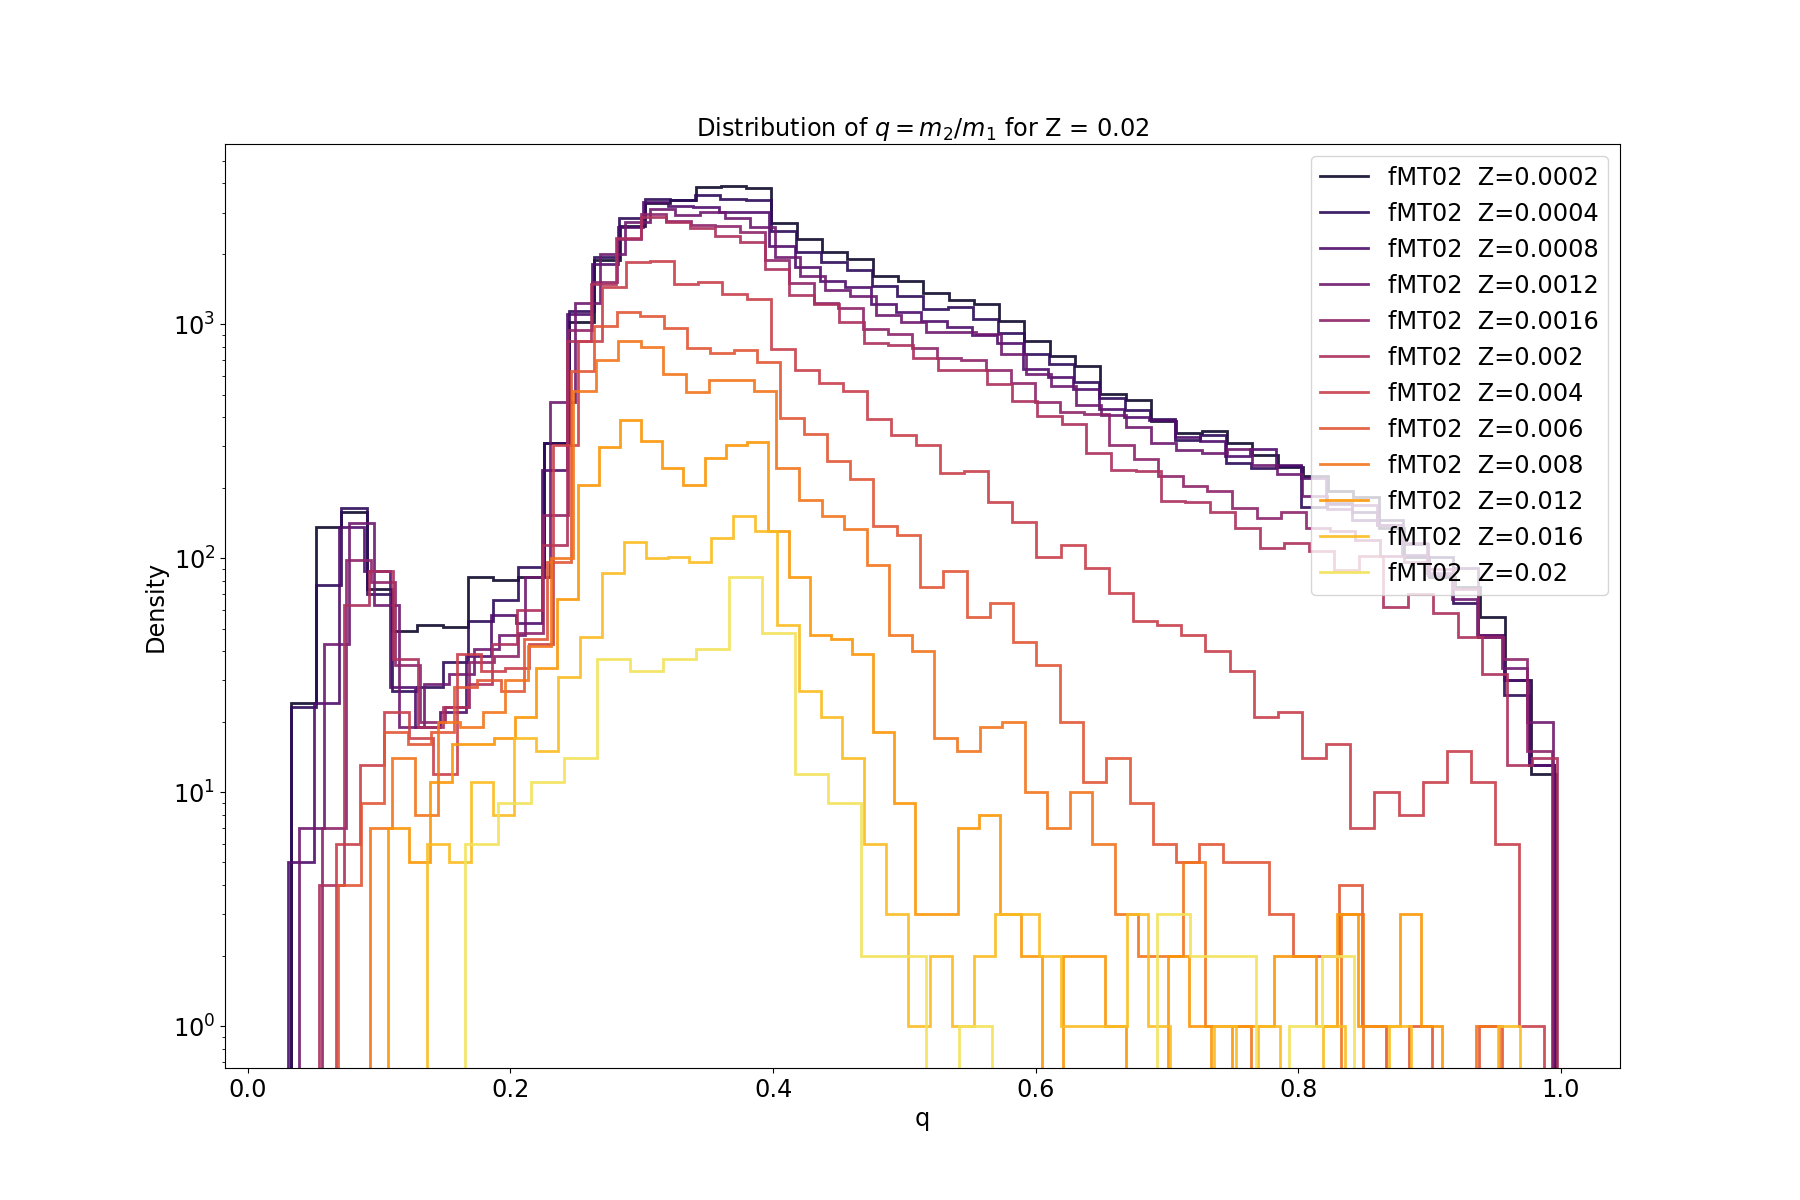 Distribution of q = m₂/m₁ for Z = 0.02
fMT02 Z=0.0002
fMT02 Z=0.0004
fMT02 Z=0.0008
fMT02 Z=0.0012
fMT02 Z=0.0016
fMT02 Z=0.002
fMT02 Z=0.004
fMT02 Z=0.006
fMT02 Z=0.008
fMT02 Z=0.012
fMT02 Z=0.016
fMT02 Z=0.02
Density
10³
10²
10¹
10⁰
0.0 0.2 0.4 0.6 0.8 1.0
q